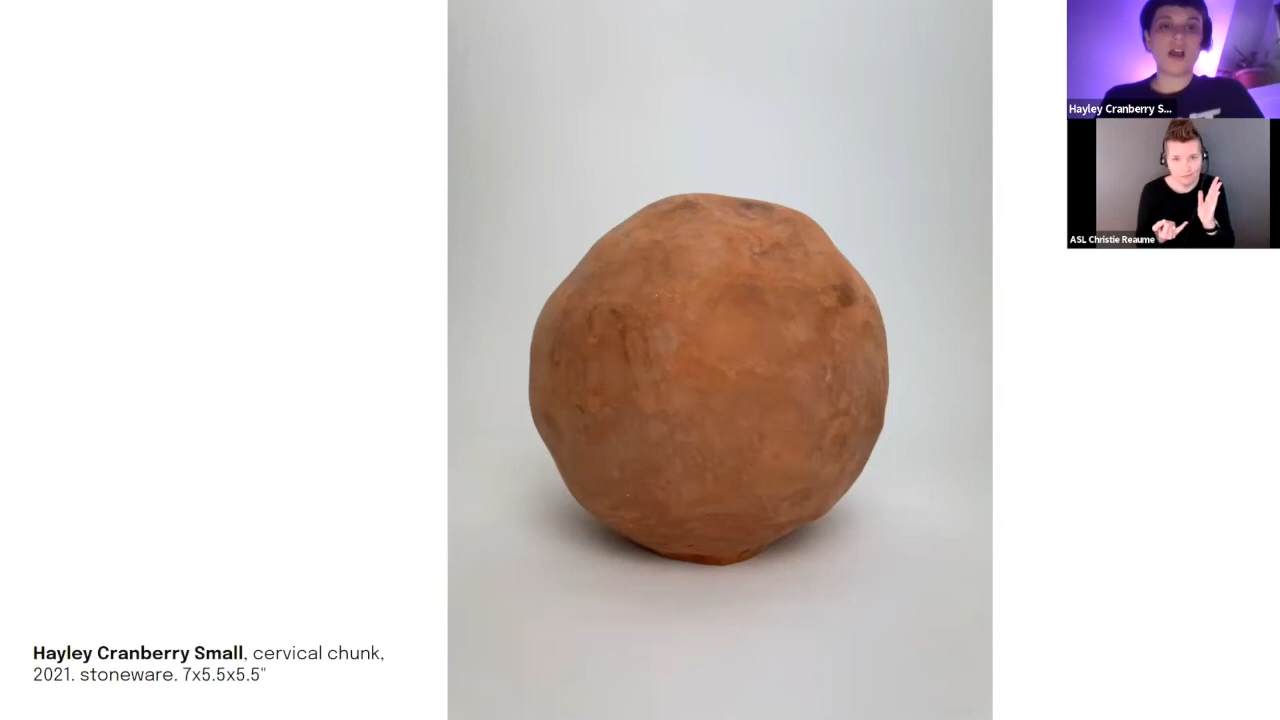 Hayley Cranberry S...
ASL Christie Reaume
Hayley Cranberry Small, cervical chunk,
2021. stoneware. 7x5.5x5.5"